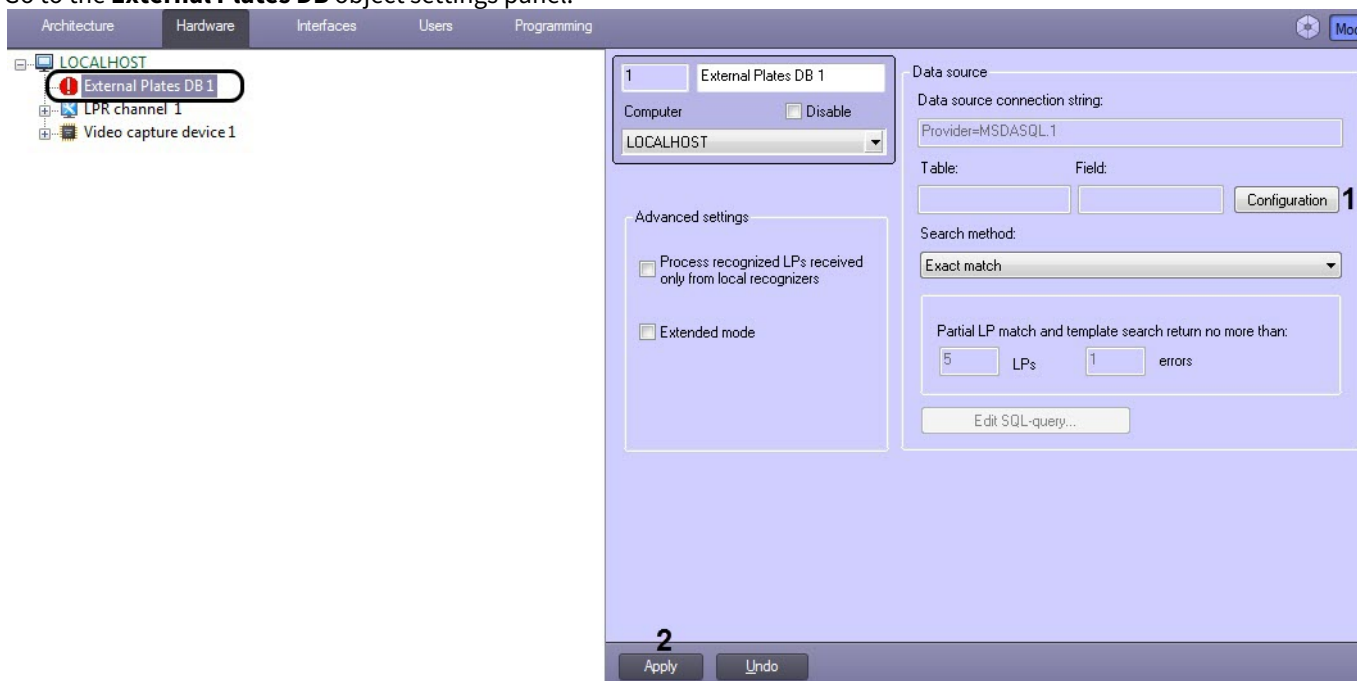 Go to the External Plates DB object settings panel.
Architecture Hardware Interfaces Users Programming
LOCALHOST
External Plates DB 1
LPR channel 1
Video capture device 1
1 External Plates DB 1
Computer Disable
LOCALHOST
Advanced settings
Process recognized LPs received
only from local recognizers
Extended mode
Data source
Data source connection string:
Provider=MSDASQL.1
Table: Field:
Configuration 1
Search method:
Exact match
Partial LP match and template search return no more than:
5 LPs 1 errors
Edit SQL-query...
2
Apply Undo